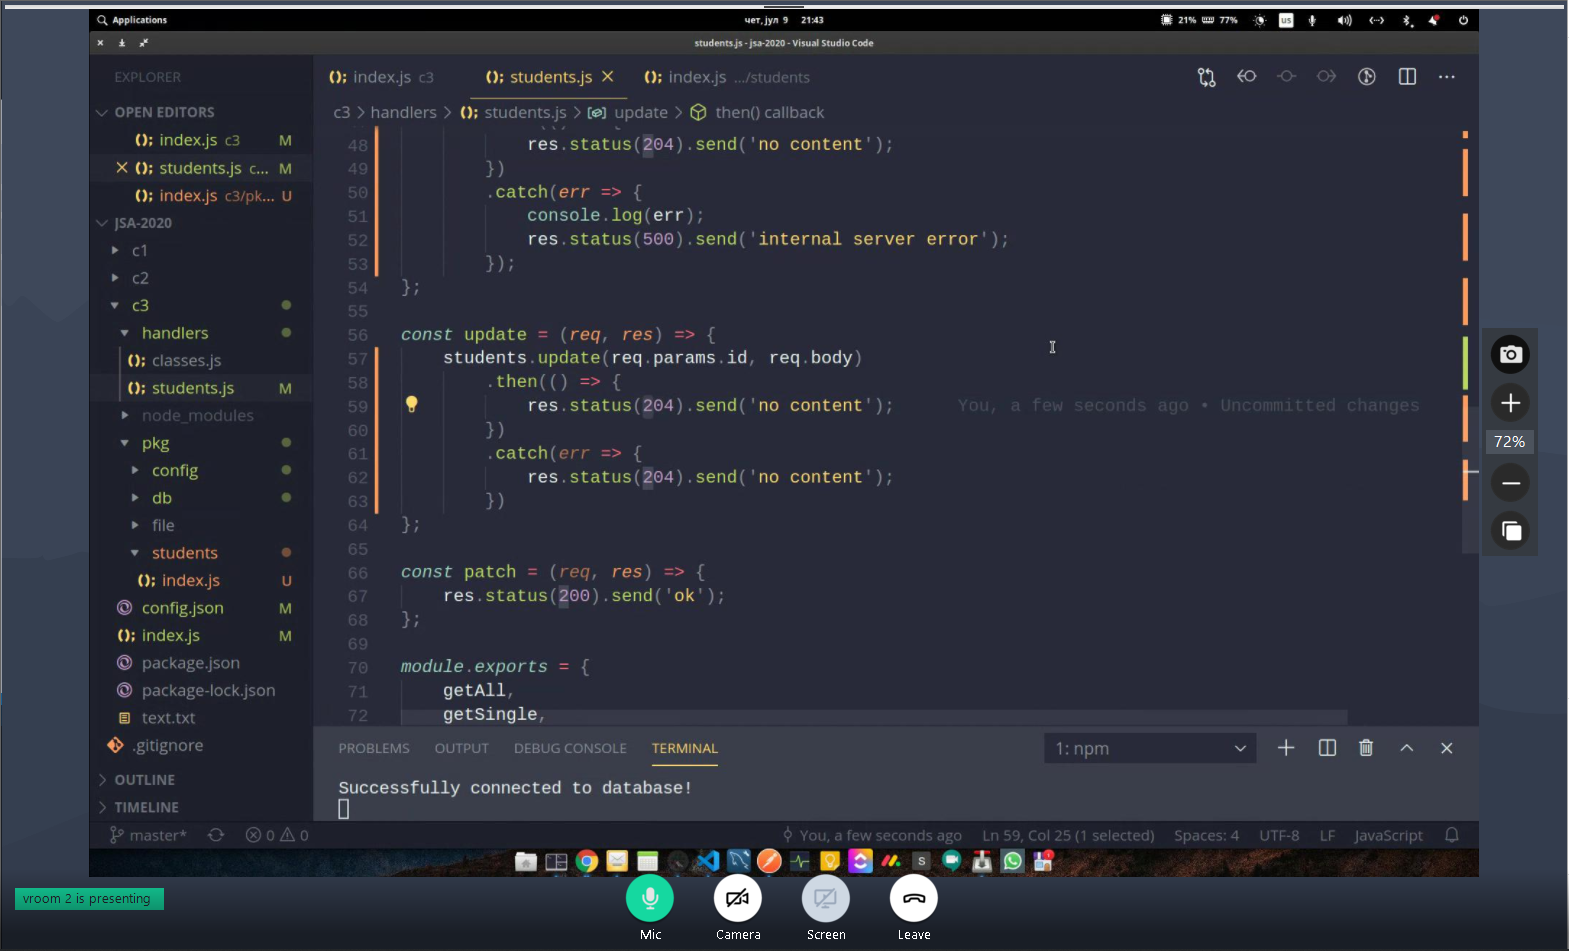 Applications
чет, јул 9 21:43
21% 77% us
students.js - jsa-2020 - Visual Studio Code
EXPLORER
OPEN EDITORS
index.js c3 M
students.js c... M
index.js c3/pk... U
JSA-2020
c1
c2
c3
handlers
classes.js
students.js M
node_modules
pkg
config
db
file
students
index.js U
config.json M
index.js M
package.json
package-lock.json
text.txt
.gitignore
OUTLINE
TIMELINE
index.js c3
students.js
index.js .../students
c3 > handlers > students.js > update > then() callback
48 res.status(204).send('no content');
49 })
50 .catch(err => {
51 console.log(err);
52 res.status(500).send('internal server error');
53 });
54 };
55
56 const update = (req, res) => {
57 students.update(req.params.id, req.body)
58 .then(() => {
59 res.status(204).send('no content'); You, a few seconds ago • Uncommitted changes
60 })
61 .catch(err => {
62 res.status(204).send('no content');
63 })
64 };
65
66 const patch = (req, res) => {
67 res.status(200).send('ok');
68 };
69
70 module.exports = {
71 getAll,
72 getSingle,
PROBLEMS OUTPUT DEBUG CONSOLE TERMINAL
1: npm
Successfully connected to database!
master* 0 0
You, a few seconds ago Ln 59, Col 25 (1 selected) Spaces: 4 UTF-8 LF JavaScript
72%
vroom 2 is presenting
Mic
Camera
Screen
Leave